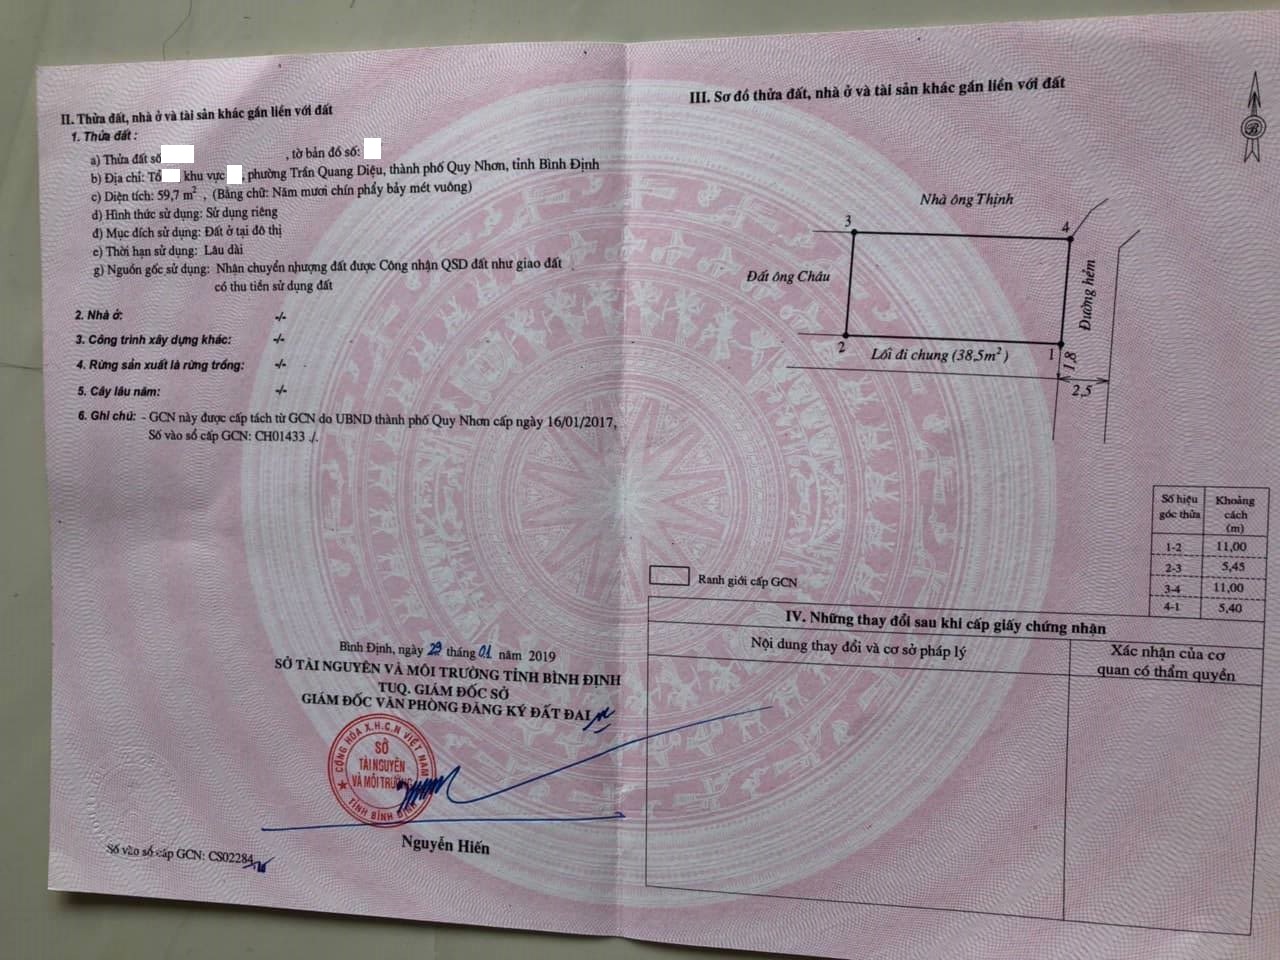 II. Thửa đất, nhà ở và tài sản khác gắn liền với đất
1. Thửa đất :
a) Thửa đất số , tờ bản đồ số:
b) Địa chỉ: Tổ khu vực , phường Trần Quang Diệu, thành phố Quy Nhơn, tỉnh Bình Định
c) Diện tích: 59,7 m², (Bằng chữ: Năm mươi chín phẩy bảy mét vuông)
d) Hình thức sử dụng: Sử dụng riêng
đ) Mục đích sử dụng: Đất ở tại đô thị
e) Thời hạn sử dụng: Lâu dài
g) Nguồn gốc sử dụng: Nhận chuyển nhượng đất được Công nhận QSD đất như giao đất
có thu tiền sử dụng đất
2. Nhà ở: -/-
3. Công trình xây dựng khác: -/-
4. Rừng sản xuất là rừng trồng: -/-
5. Cây lâu năm: -/-
6. Ghi chú: - GCN này được cấp tách từ GCN do UBND thành phố Quy Nhơn cấp ngày 16/01/2017,
Số vào sổ cấp GCN: CH01433 ./.
Bình Định, ngày 29 tháng 01 năm 2019
SỞ TÀI NGUYÊN VÀ MÔI TRƯỜNG TỈNH BÌNH ĐỊNH
TUQ. GIÁM ĐỐC SỞ
GIÁM ĐỐC VĂN PHÒNG ĐĂNG KÝ ĐẤT ĐAI
CỘNG HÒA X.H.C.N VIỆT NAM
SỞ
TÀI NGUYÊN
VÀ MÔI TRƯỜNG
TỈNH BÌNH ĐỊNH
Nguyễn Hiến
Số vào sổ cấp GCN: CS02284
III. Sơ đồ thửa đất, nhà ở và tài sản khác gắn liền với đất
B
Nhà ông Thịnh
3
4
Đất ông Châu
Đường hẻm
2
Lối đi chung (38,5m²)
1
1,8
2,5
Số hiệu góc thửa Khoảng cách (m)
1-2 11,00
2-3 5,45
3-4 11,00
4-1 5,40
Ranh giới cấp GCN
IV. Những thay đổi sau khi cấp giấy chứng nhận
Nội dung thay đổi và cơ sở pháp lý
Xác nhận của cơ
quan có thẩm quyền